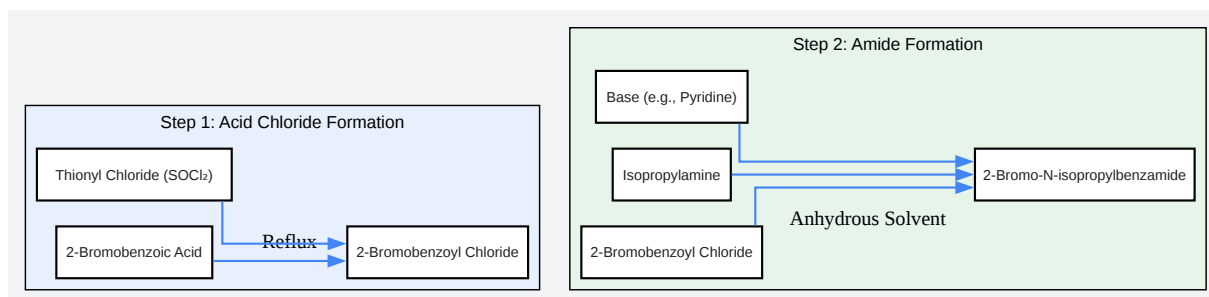 Step 1: Acid Chloride Formation
Thionyl Chloride (SOCl₂)
2-Bromobenzoic Acid
Reflux
2-Bromobenzoyl Chloride
Step 2: Amide Formation
Base (e.g., Pyridine)
Isopropylamine
2-Bromobenzoyl Chloride
Anhydrous Solvent
2-Bromo-N-isopropylbenzamide